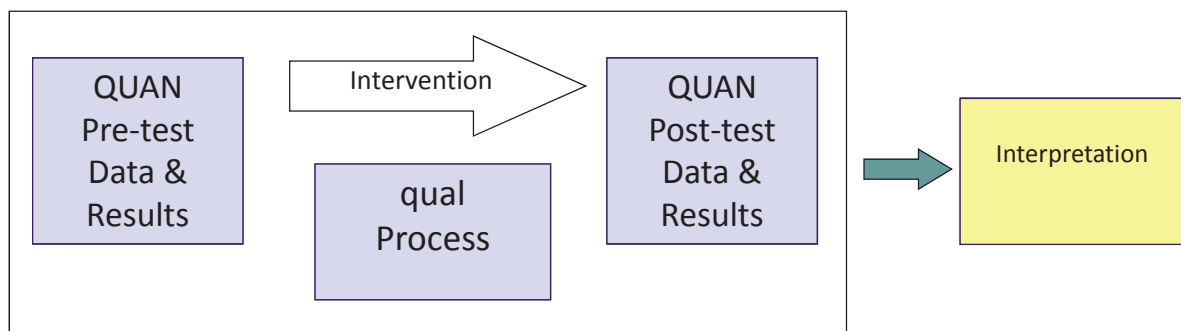 QUAN
Pre-test
Data &
Results
Intervention
qual
Process
QUAN
Post-test
Data &
Results
Interpretation